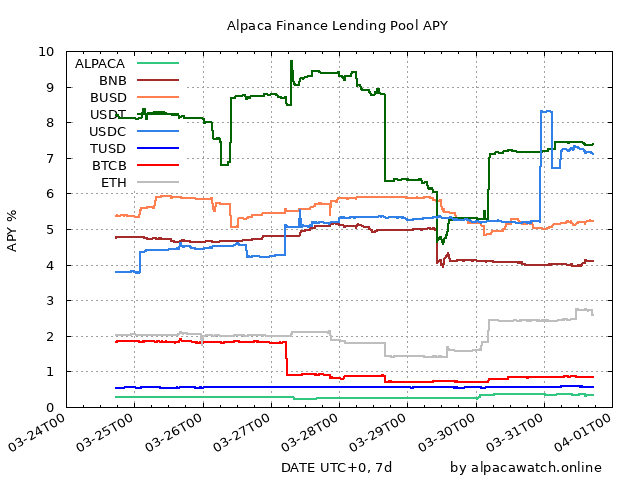 Alpaca Finance Lending Pool APY
APY %
10
9
8
7
6
5
4
3
2
1
0
ALPACA
BNB
BUSD
USDT
USDC
TUSD
BTCB
ETH
03-24T00
03-25T00
03-26T00
03-27T00
03-28T00
03-29T00
03-30T00
03-31T00
04-01T00
DATE UTC+0, 7d
by alpacawatch.online